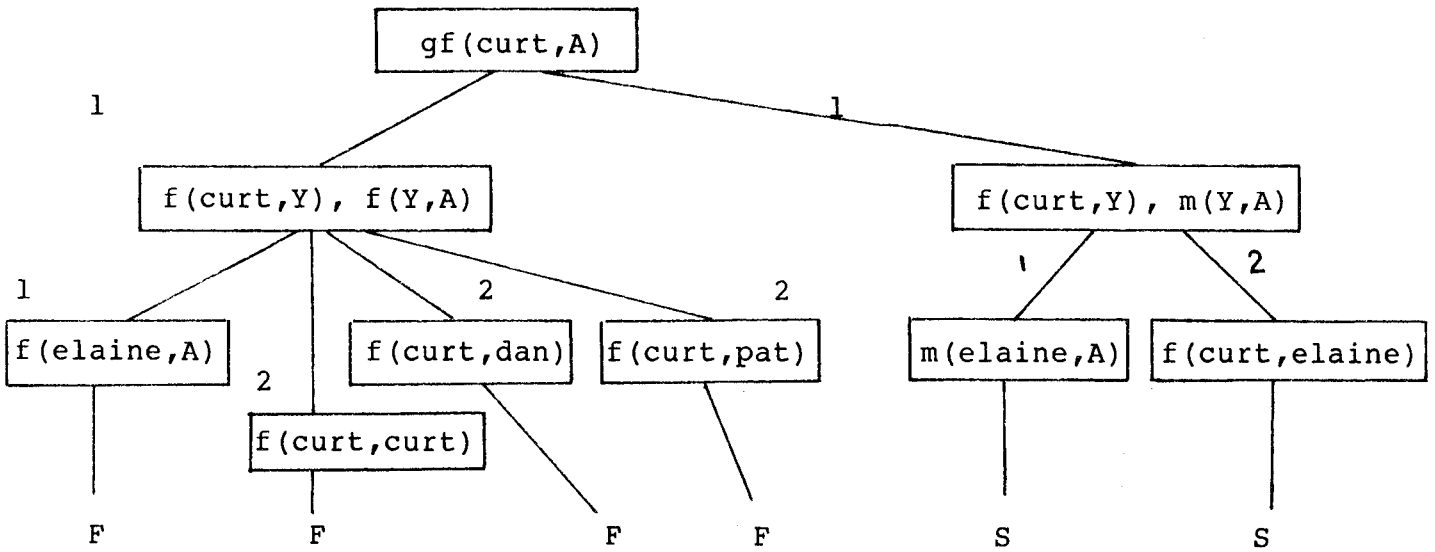 gf(curt,A)
1 1
f(curt,Y), f(Y,A) f(curt,Y), m(Y,A)
1 2 2 1 2
f(elaine,A) f(curt,dan) f(curt,pat) m(elaine,A) f(curt,elaine)
2
f(curt,curt)
F F F F S S